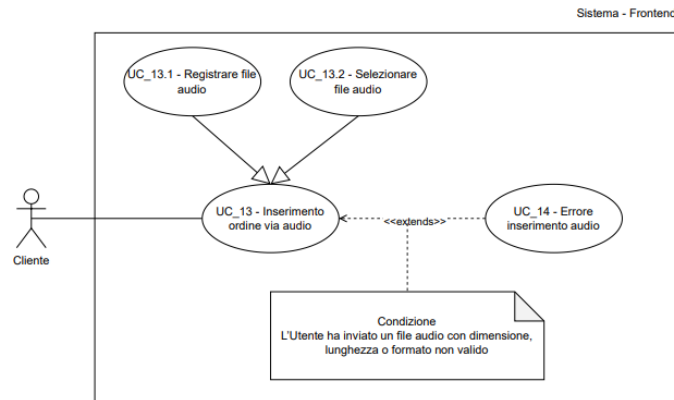 Sistema - Frontend
UC_13.1 - Registrare file
audio
UC_13.2 - Selezionare
file audio
UC_13 - Inserimento
ordine via audio
<<extends>>
UC_14 - Errore
inserimento audio
Cliente
Condizione
L'Utente ha inviato un file audio con dimensione,
lunghezza o formato non valido